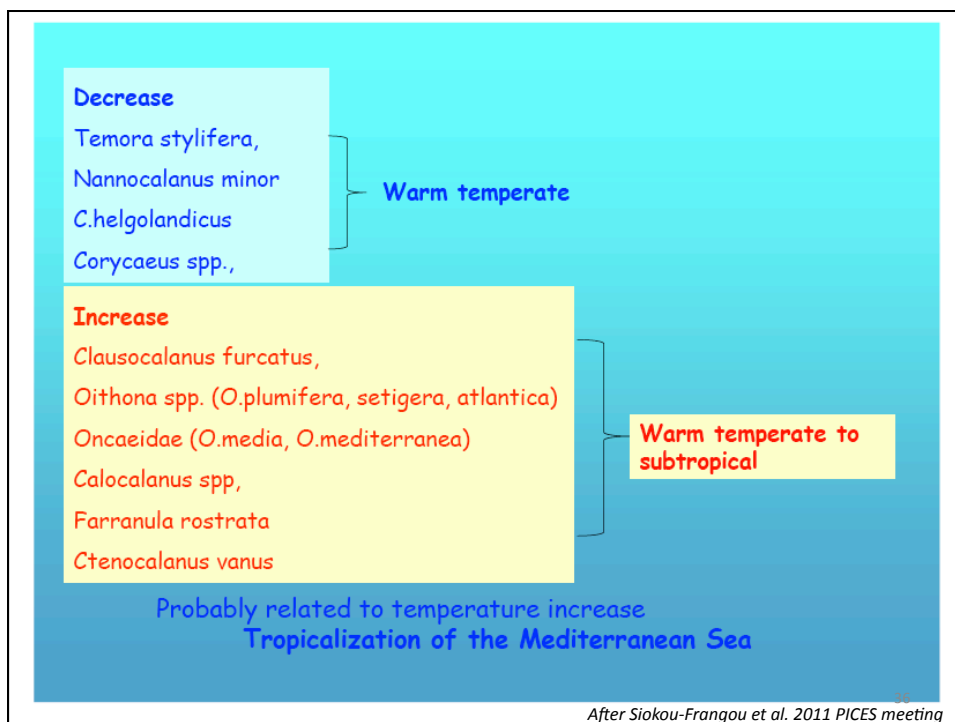 Decrease
Temora stylifera,
Nannocalanus minor
C.helgolandicus
Corycaeus spp.,
Warm temperate
Increase
Clausocalanus furcatus,
Oithona spp. (O.plumifera, setigera, atlantica)
Oncaeidae (O.media, O.mediterranea)
Calocalanus spp,
Farranula rostrata
Ctenocalanus vanus
Warm temperate to
subtropical
Probably related to temperature increase
Tropicalization of the Mediterranean Sea
After Siokou-Frangou et al. 2011 PICES meeting